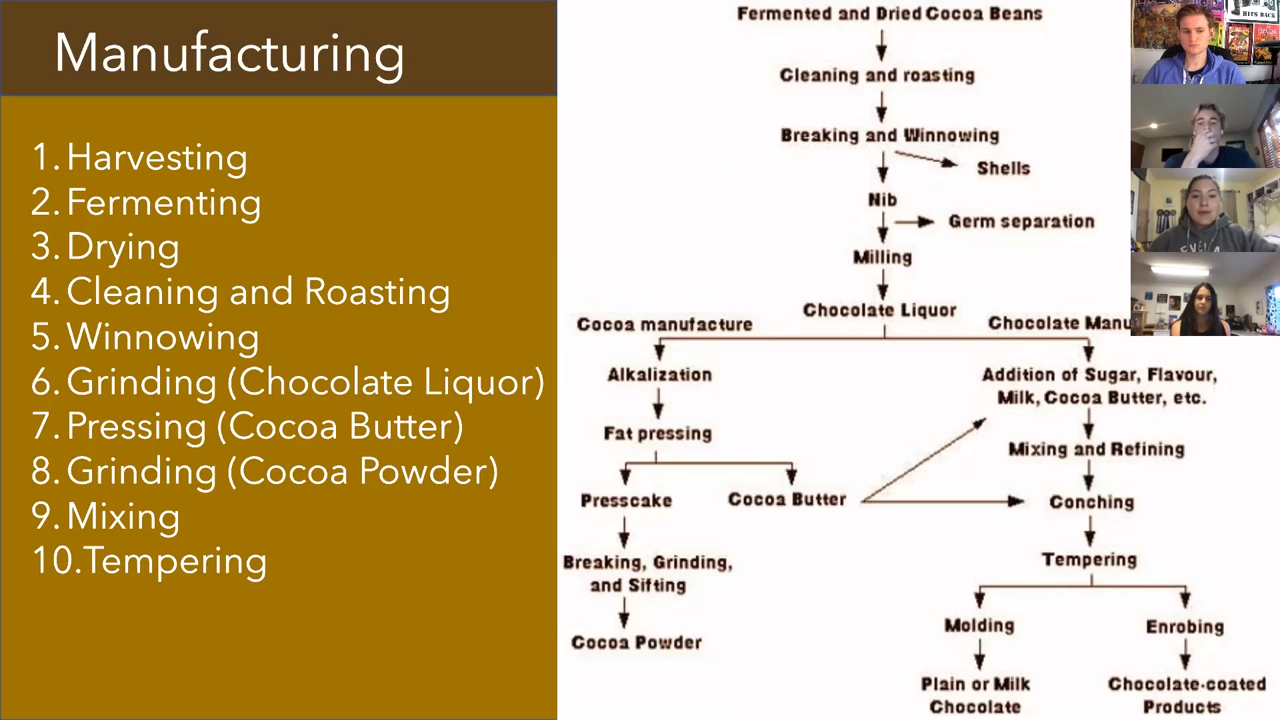 Manufacturing
1. Harvesting
2. Fermenting
3. Drying
4. Cleaning and Roasting
5. Winnowing
6. Grinding (Chocolate Liquor)
7. Pressing (Cocoa Butter)
8. Grinding (Cocoa Powder)
9. Mixing
10.Tempering
Fermented and Dried Cocoa Beans
Cleaning and roasting
Breaking and Winnowing
Shells
Nib
Germ separation
Milling
Chocolate Liquor
Cocoa manufacture
Chocolate Manu
Alkalization
Fat pressing
Presscake
Cocoa Butter
Breaking, Grinding,
and Sifting
Cocoa Powder
Addition of Sugar, Flavour,
Milk, Cocoa Butter, etc.
Mixing and Refining
Conching
Tempering
Molding
Enrobing
Plain or Milk
Chocolate
Chocolate-coated
Products
HITS BACK